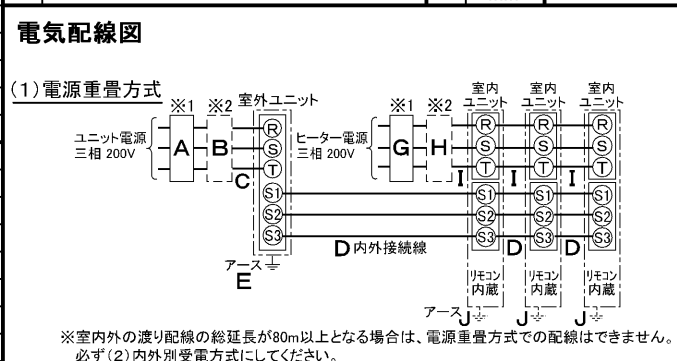 電気配線図
(1)電源重畳方式
※1 ※2 室外ユニット
ユニット電源
三相 200V
A B C
R
S
T
S1
S2
S3
アース
E
D 内外接続線
※1 ※2
ヒーター電源
三相 200V
G H
室内
ユニット
室内
ユニット
室内
ユニット
R R R
S S S
T T T
I I I
S1 S1 S1
S2 S2 S2
S3 S3 S3
D D
リモコン
内蔵
リモコン
内蔵
リモコン
内蔵
アース J J J
※室内外の渡り配線の総延長が80m以上となる場合は、電源重畳方式での配線はできません。
必ず(2)内外別受電方式にしてください。